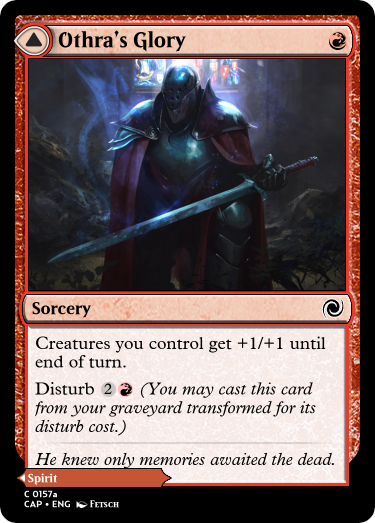 Othra's Glory
Sorcery
Creatures you control get +1/+1 until
end of turn.
Disturb 2 (You may cast this card
from your graveyard transformed for its
disturb cost.)
He knew only memories awaited the dead.
Spirit
C 0157a
CAP • ENG Fetsch